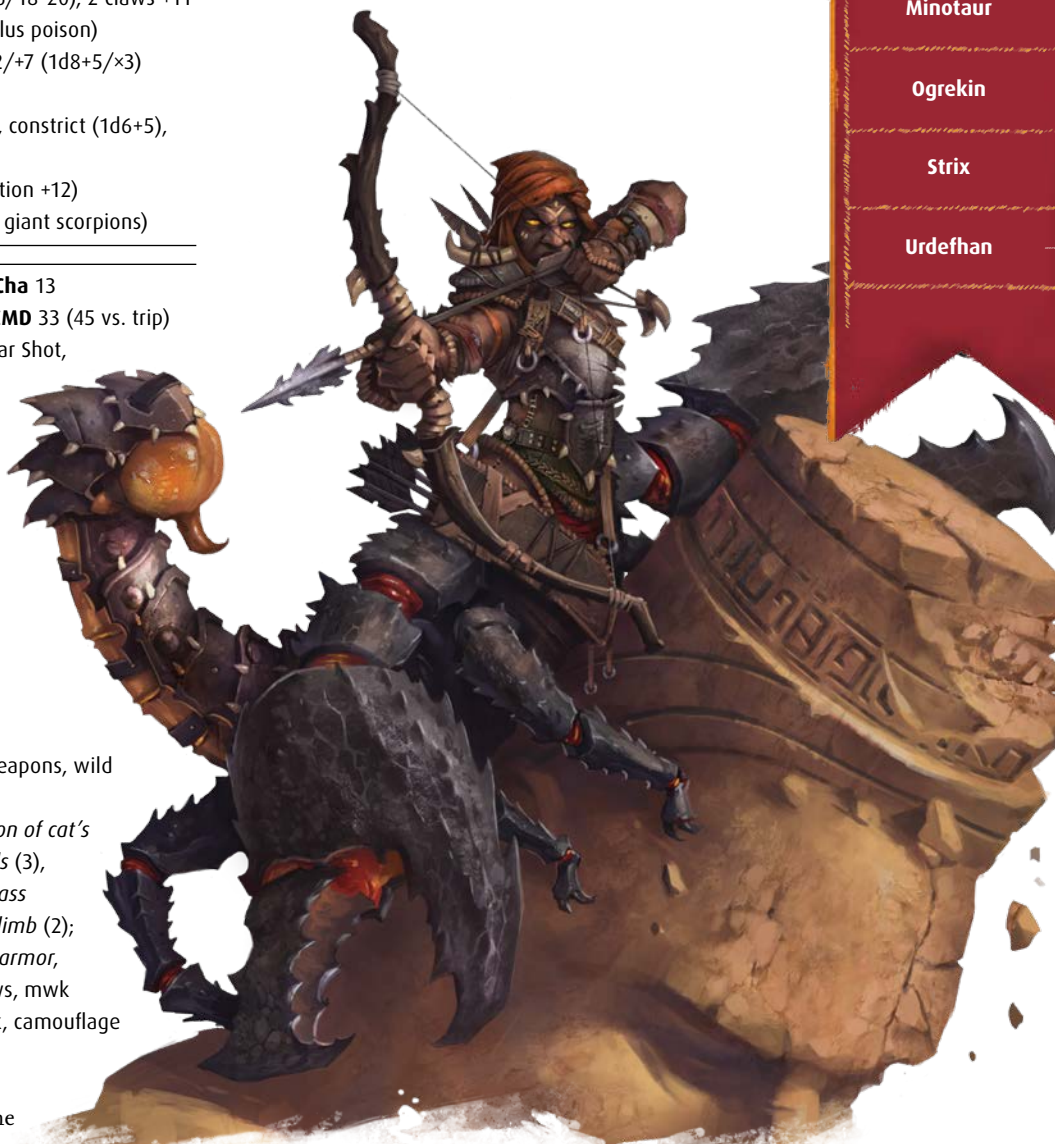 18-20), 2 claws +11
lus poison)
/+7 (1d8+5/×3)
, constrict (1d6+5),
tion +12)
giant scorpions)
Cha 13
CMD 33 (45 vs. trip)
ar Shot,
eapons, wild
on of cat’s
(3),
ass
limb (2);
armor,
ws, mwk
, camouflage
Minotaur
Ogrekin
Strix
Urdefhan